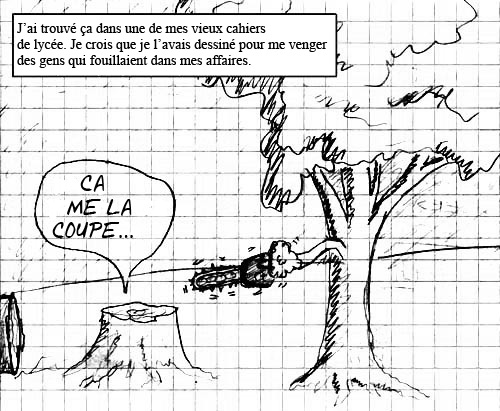 J'ai trouvé ça dans une de mes vieux cahiers
de lycée. Je crois que je l'avais dessiné pour me venger
des gens qui fouillaient dans mes affaires.
ÇA
ME LA
COUPE...